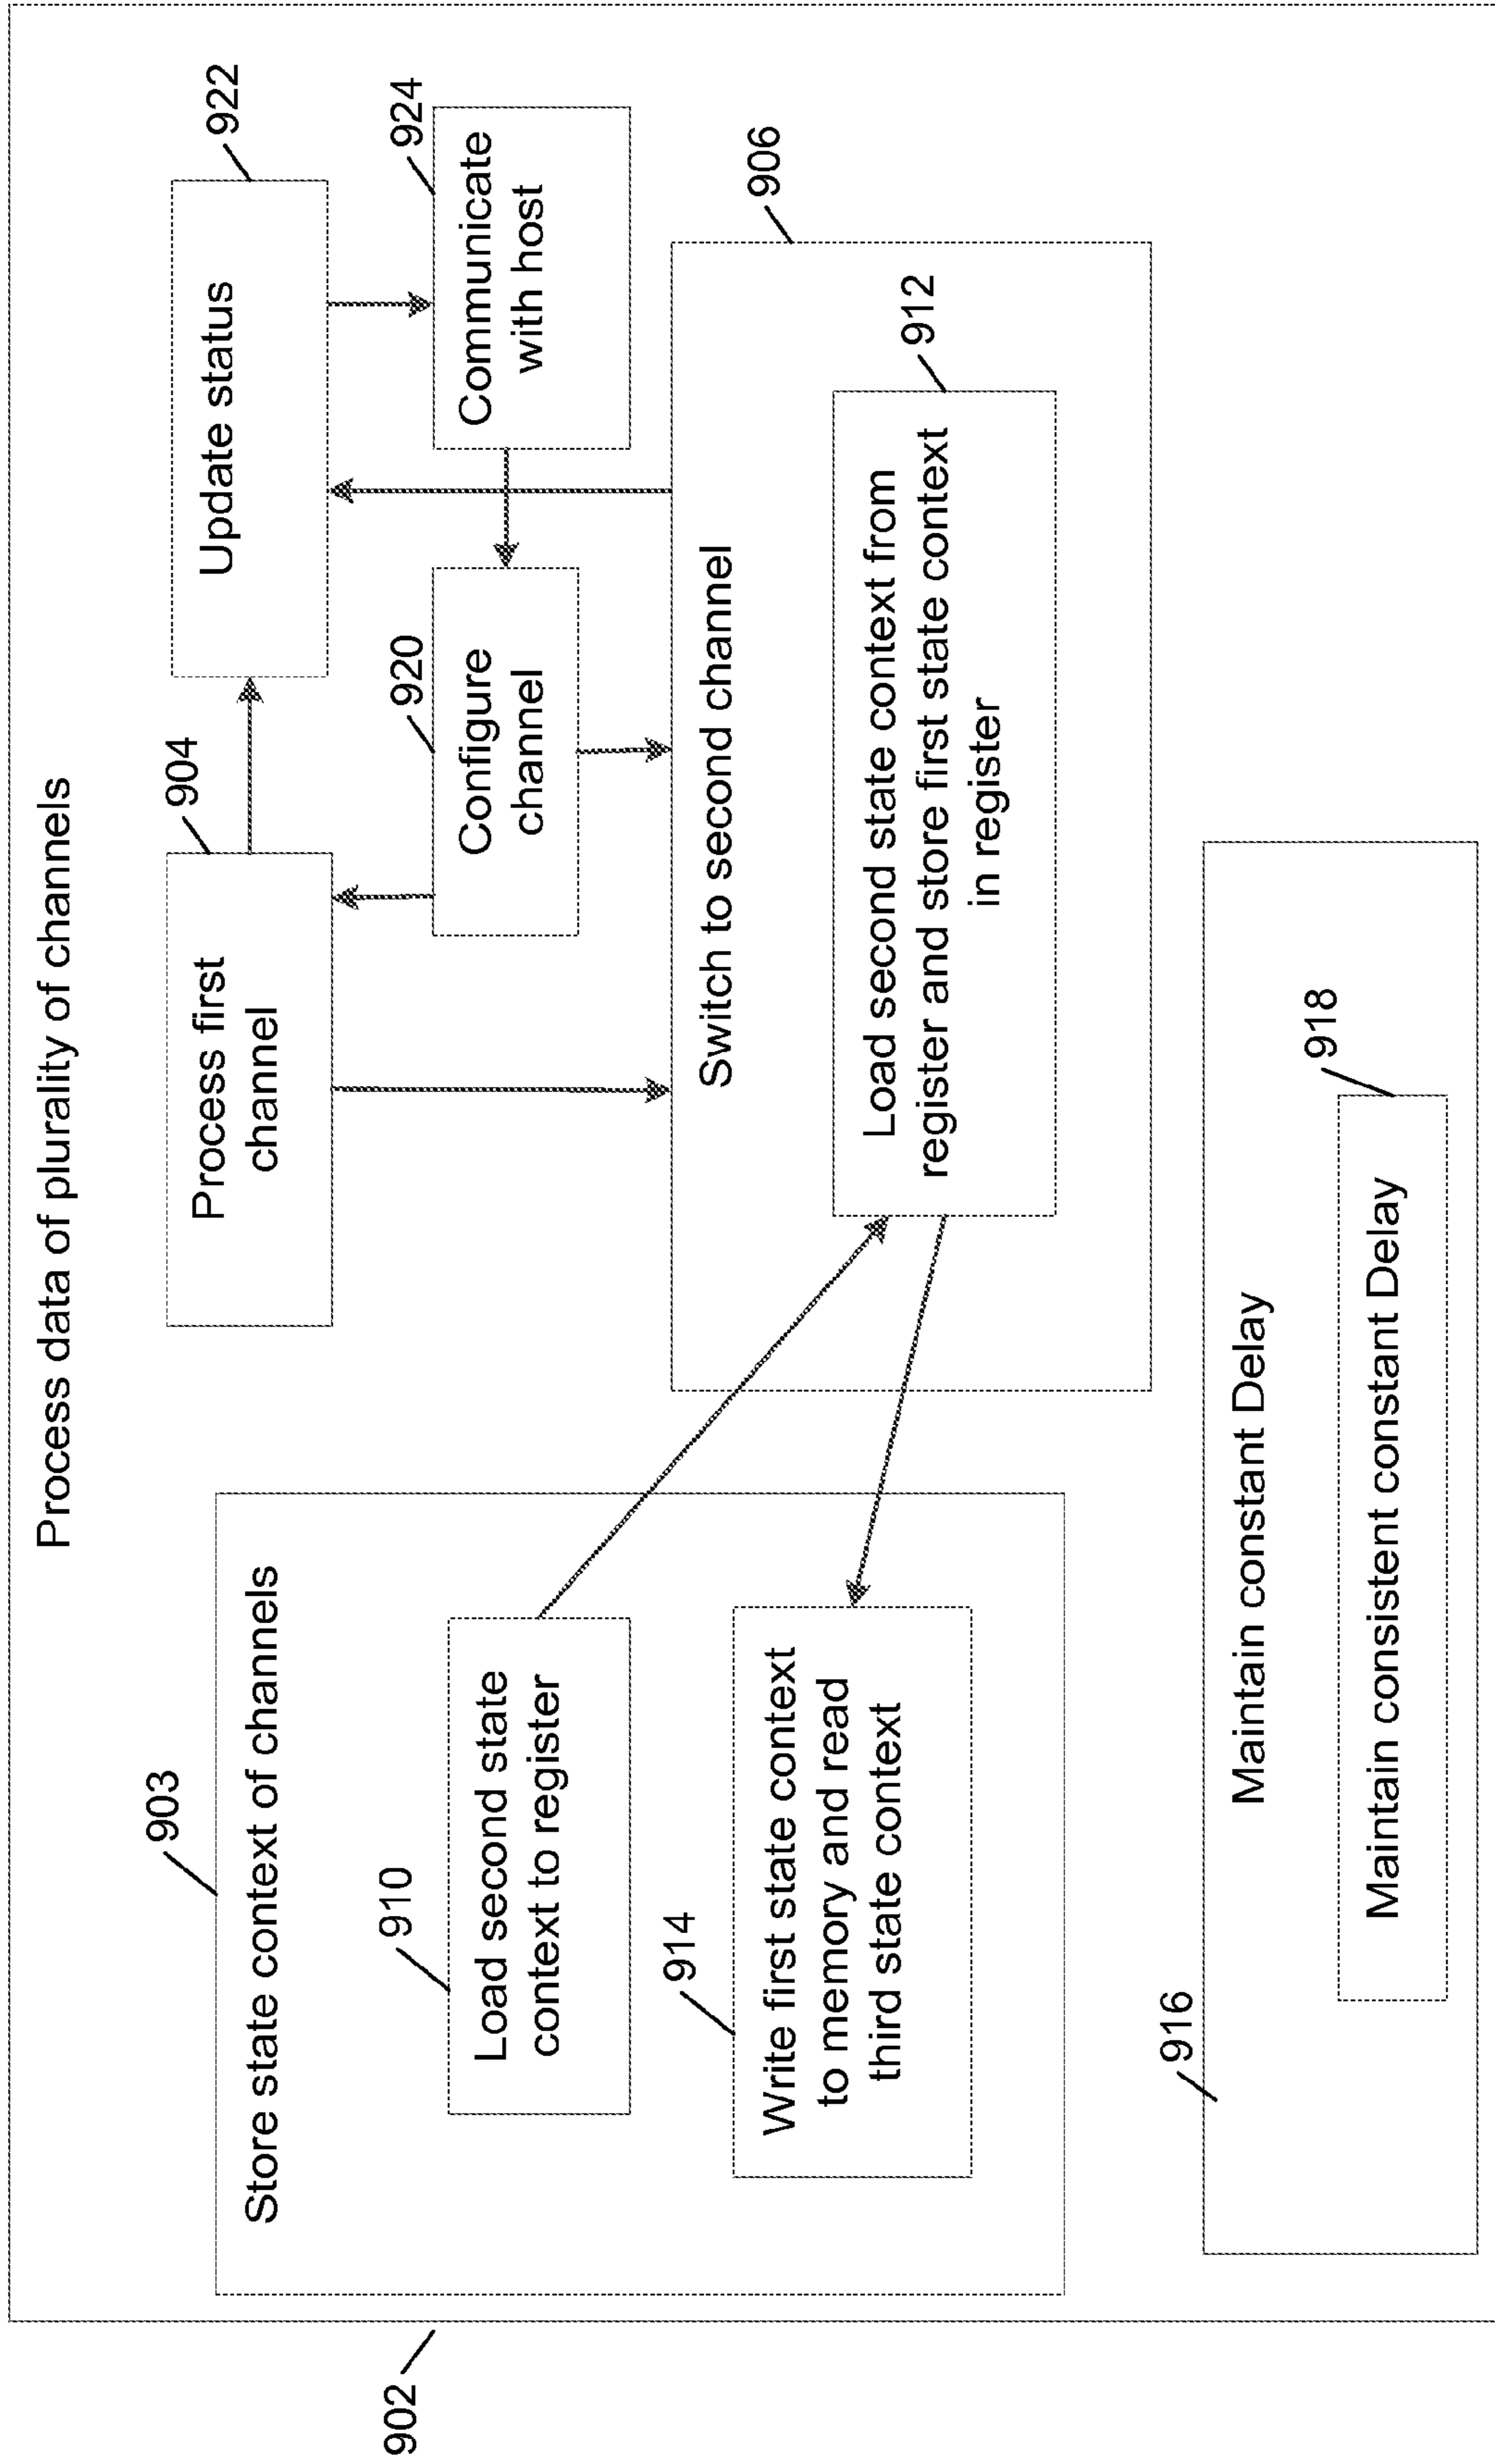 Process data of plurality of channels
902
903
Store state context of channels
910
Load second state
context to register
914
Write first state context
to memory and read
third state context
904
Process first
channel
922
Update status
924
Communicate
with host
920
Configure
channel
906
Switch to second channel
912
Load second state context from
register and store first state context
in register
916
Maintain constant Delay
918
Maintain consistent constant Delay